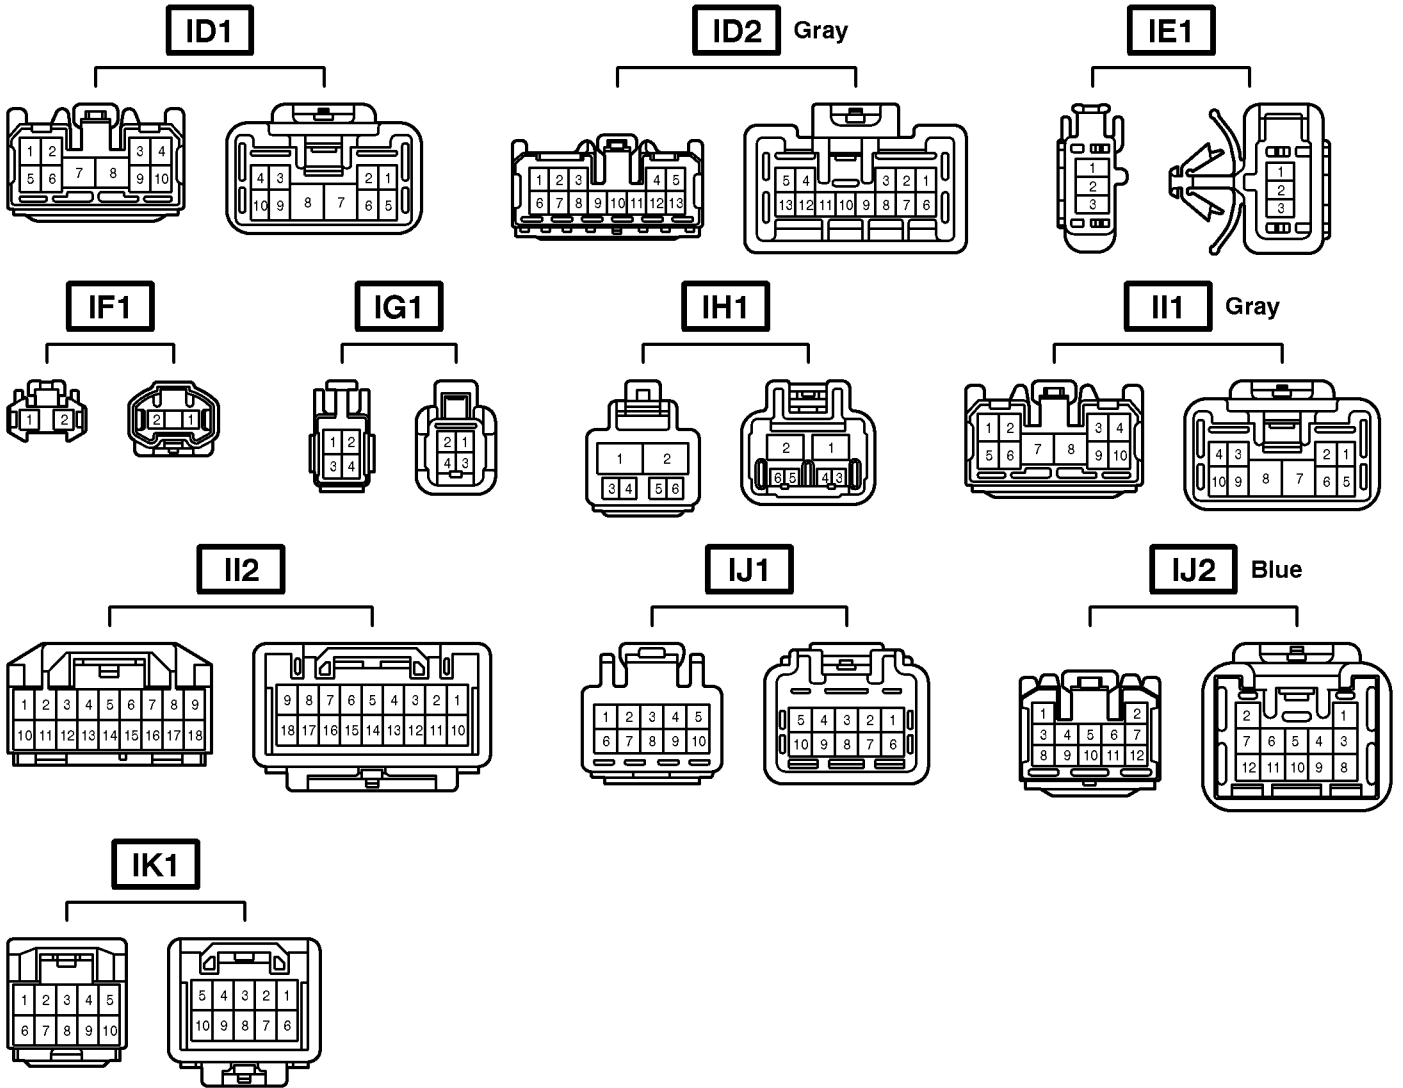 ID1
ID2 Gray
IE1
1 2 3 4
5 6 7 8 9 10
4 3 2 1
10 9 8 7 6 5
1 2 3 4 5
6 7 8 9 10 11 12 13
5 4 3 2 1
13 12 11 10 9 8 7 6
1
2
3
1
2
3
IF1
IG1
IH1
II1 Gray
1 2
2 1
1 2
3 4
2 1
4 3
1 2
3 4 5 6
2 1
6 5 4 3
1 2 3 4
5 6 7 8 9 10
4 3 2 1
10 9 8 7 6 5
II2
IJ1
IJ2 Blue
1 2 3 4 5 6 7 8 9
10 11 12 13 14 15 16 17 18
9 8 7 6 5 4 3 2 1
18 17 16 15 14 13 12 11 10
1 2 3 4 5
6 7 8 9 10
5 4 3 2 1
10 9 8 7 6
1 2
3 4 5 6 7
8 9 10 11 12
2 1
7 6 5 4 3
12 11 10 9 8
IK1
1 2 3 4 5
6 7 8 9 10
5 4 3 2 1
10 9 8 7 6